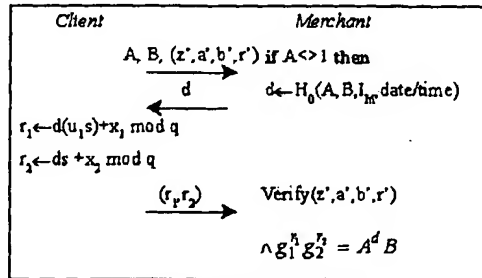 Client Merchant
A, B, (z',a',b',r') if A<>1 then
d d←H₀(A,B,I_M,date/time)
r₁←d(u₁s)+x₁ mod q
r₂←ds+x₂ mod q
(r₁,r₂) Verify(z',a',b',r')
∧ g₁^r₁ g₂^r₂ = A^d B